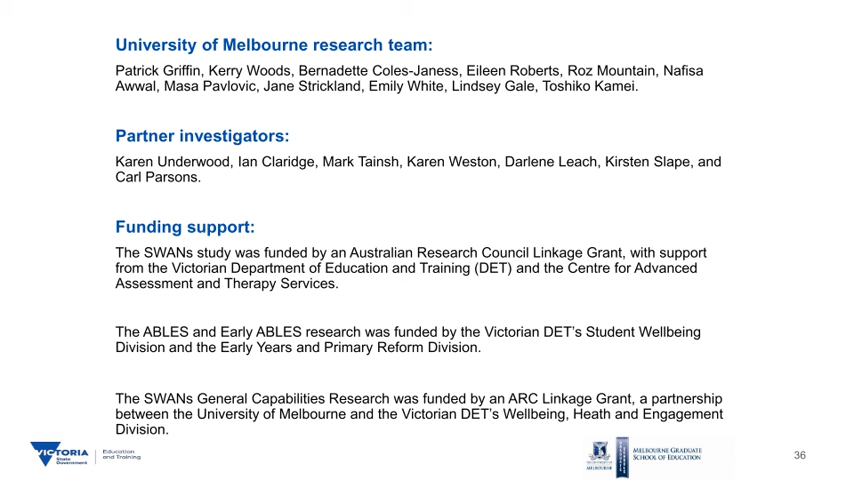 University of Melbourne research team:
Patrick Griffin, Kerry Woods, Bernadette Coles-Janess, Eileen Roberts, Roz Mountain, Nafisa
Awwal, Masa Pavlovic, Jane Strickland, Emily White, Lindsey Gale, Toshiko Kamei.
Partner investigators:
Karen Underwood, Ian Claridge, Mark Tainsh, Karen Weston, Darlene Leach, Kirsten Slape, and
Carl Parsons.
Funding support:
The SWANs study was funded by an Australian Research Council Linkage Grant, with support
from the Victorian Department of Education and Training (DET) and the Centre for Advanced
Assessment and Therapy Services.
The ABLES and Early ABLES research was funded by the Victorian DET’s Student Wellbeing
Division and the Early Years and Primary Reform Division.
The SWANs General Capabilities Research was funded by an ARC Linkage Grant, a partnership
between the University of Melbourne and the Victorian DET’s Wellbeing, Heath and Engagement
Division.
VICTORIA
State
Government
Education
and Training
MELBOURNE
MELBOURNE GRADUATE
SCHOOL OF EDUCATION
36